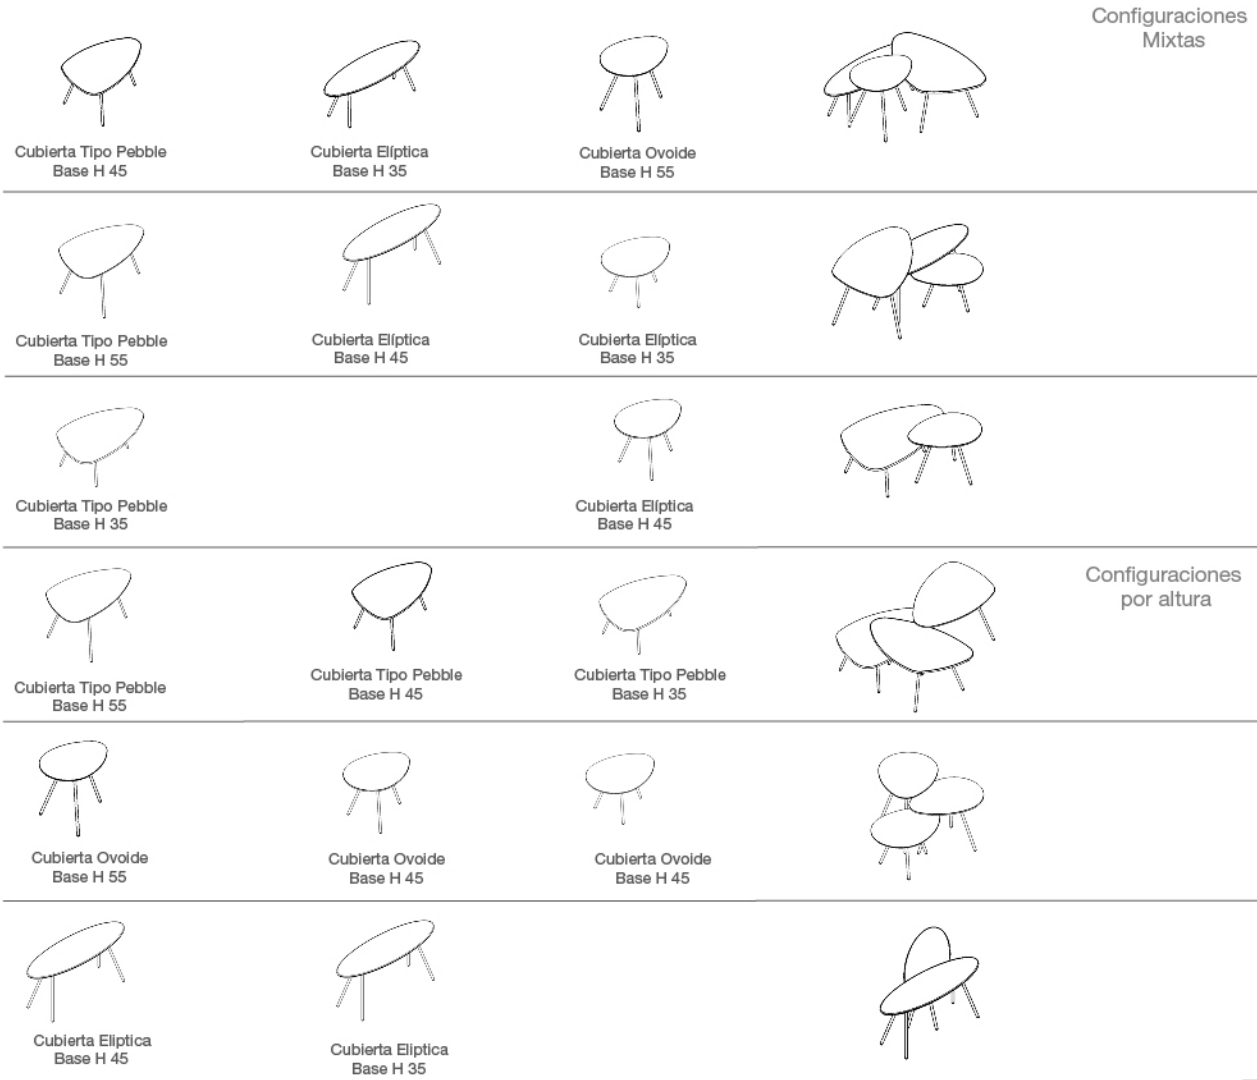 Configuraciones
Mixtas
Cubierta Tipo Pebble
Base H 45
Cubierta Elíptica
Base H 35
Cubierta Ovoide
Base H 55
Cubierta Tipo Pebble
Base H 55
Cubierta Elíptica
Base H 45
Cubierta Elíptica
Base H 35
Cubierta Tipo Pebble
Base H 35
Cubierta Elíptica
Base H 45
Configuraciones
por altura
Cubierta Tipo Pebble
Base H 55
Cubierta Tipo Pebble
Base H 45
Cubierta Tipo Pebble
Base H 35
Cubierta Ovoide
Base H 55
Cubierta Ovoide
Base H 45
Cubierta Ovoide
Base H 45
Cubierta Eliptica
Base H 45
Cubierta Eliptica
Base H 35